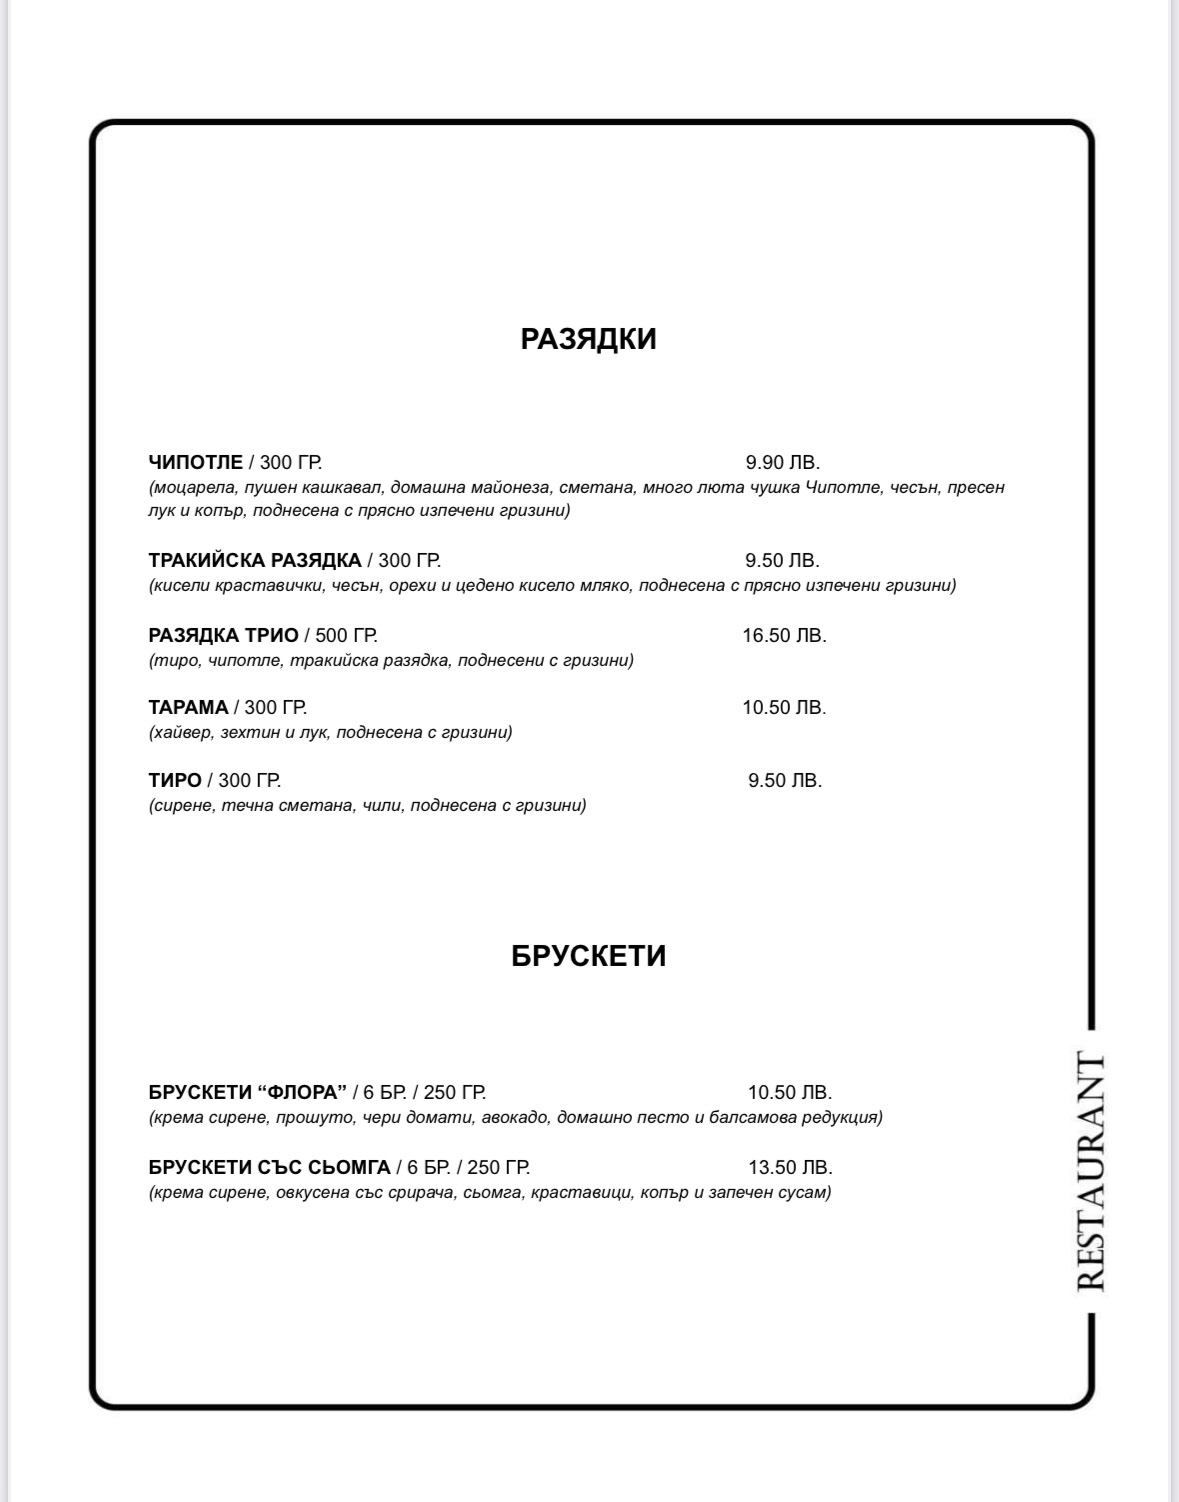 РАЗЯДКИ
ЧИПОТЛЕ / 300 ГР. 9.90 ЛВ.
(моцарела, пушен кашкавал, домашна майонеза, сметана, много люта чушка Чипотле, чесън, пресен
лук и копър, поднесена с прясно изпечени гризини)
ТРАКИЙСКА РАЗЯДКА / 300 ГР. 9.50 ЛВ.
(кисели краставички, чесън, орехи и цедено кисело мляко, поднесена с прясно изпечени гризини)
РАЗЯДКА ТРИО / 500 ГР. 16.50 ЛВ.
(тиро, чипотле, тракийска разядка, поднесени с гризини)
ТАРАМА / 300 ГР. 10.50 ЛВ.
(хайвер, зехтин и лук, поднесена с гризини)
ТИРО / 300 ГР. 9.50 ЛВ.
(сирене, течна сметана, чили, поднесена с гризини)
БРУСКЕТИ
БРУСКЕТИ “ФЛОРА” / 6 БР. / 250 ГР. 10.50 ЛВ.
(крема сирене, прошуто, чери домати, авокадо, домашно песто и балсамова редукция)
БРУСКЕТИ СЪС СЬОМГА / 6 БР. / 250 ГР. 13.50 ЛВ.
(крема сирене, овкусена със срирача, сьомга, краставици, копър и запечен сусам)
RESTAURANT